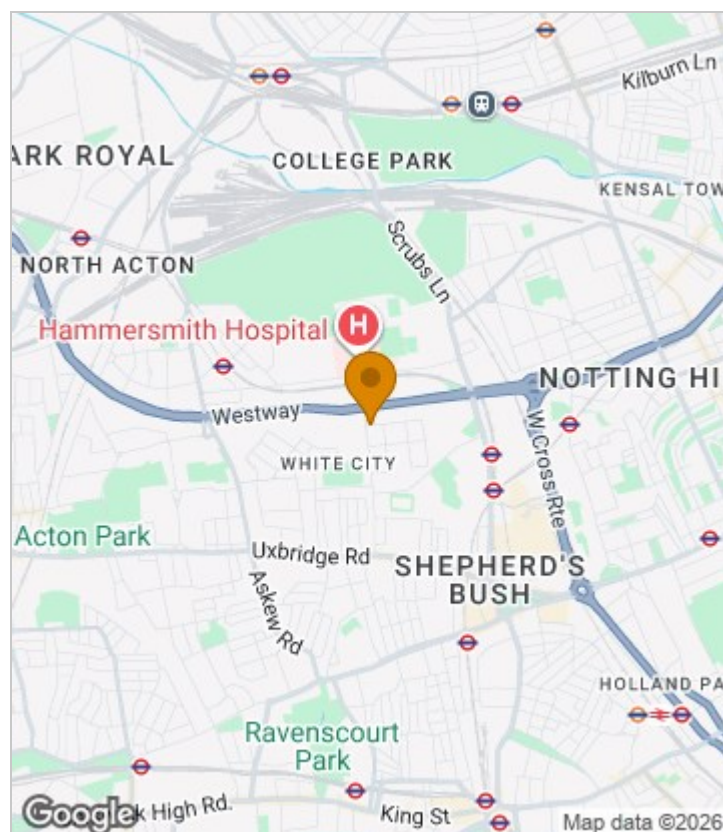 Kilburn Ln
ARK ROYAL
COLLEGE PARK
KENSAL TOW
Scrubs Ln
NORTH ACTON
Hammersmith Hospital
H
NOTTING HI
Westway
W Cross Rte
WHITE CITY
Acton Park
Uxbridge Rd
SHEPHERD'S
BUSH
Askew Rd
HOLLAND PA
Ravenscourt
Park
Google
k High Rd.
King St
Map data ©2026